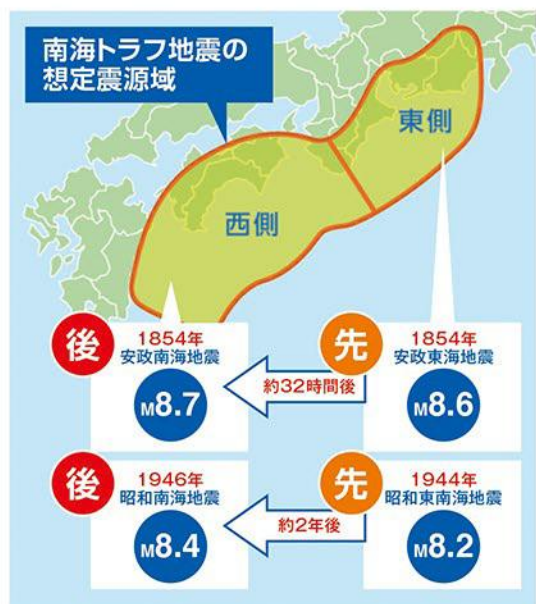 南海トラフ地震の
想定震源域
東側
西側
後
1854年
安政南海地震
M8.7
約32時間後
先
1854年
安政東海地震
M8.6
後
1946年
昭和南海地震
M8.4
約2年後
先
1944年
昭和東南海地震
M8.2